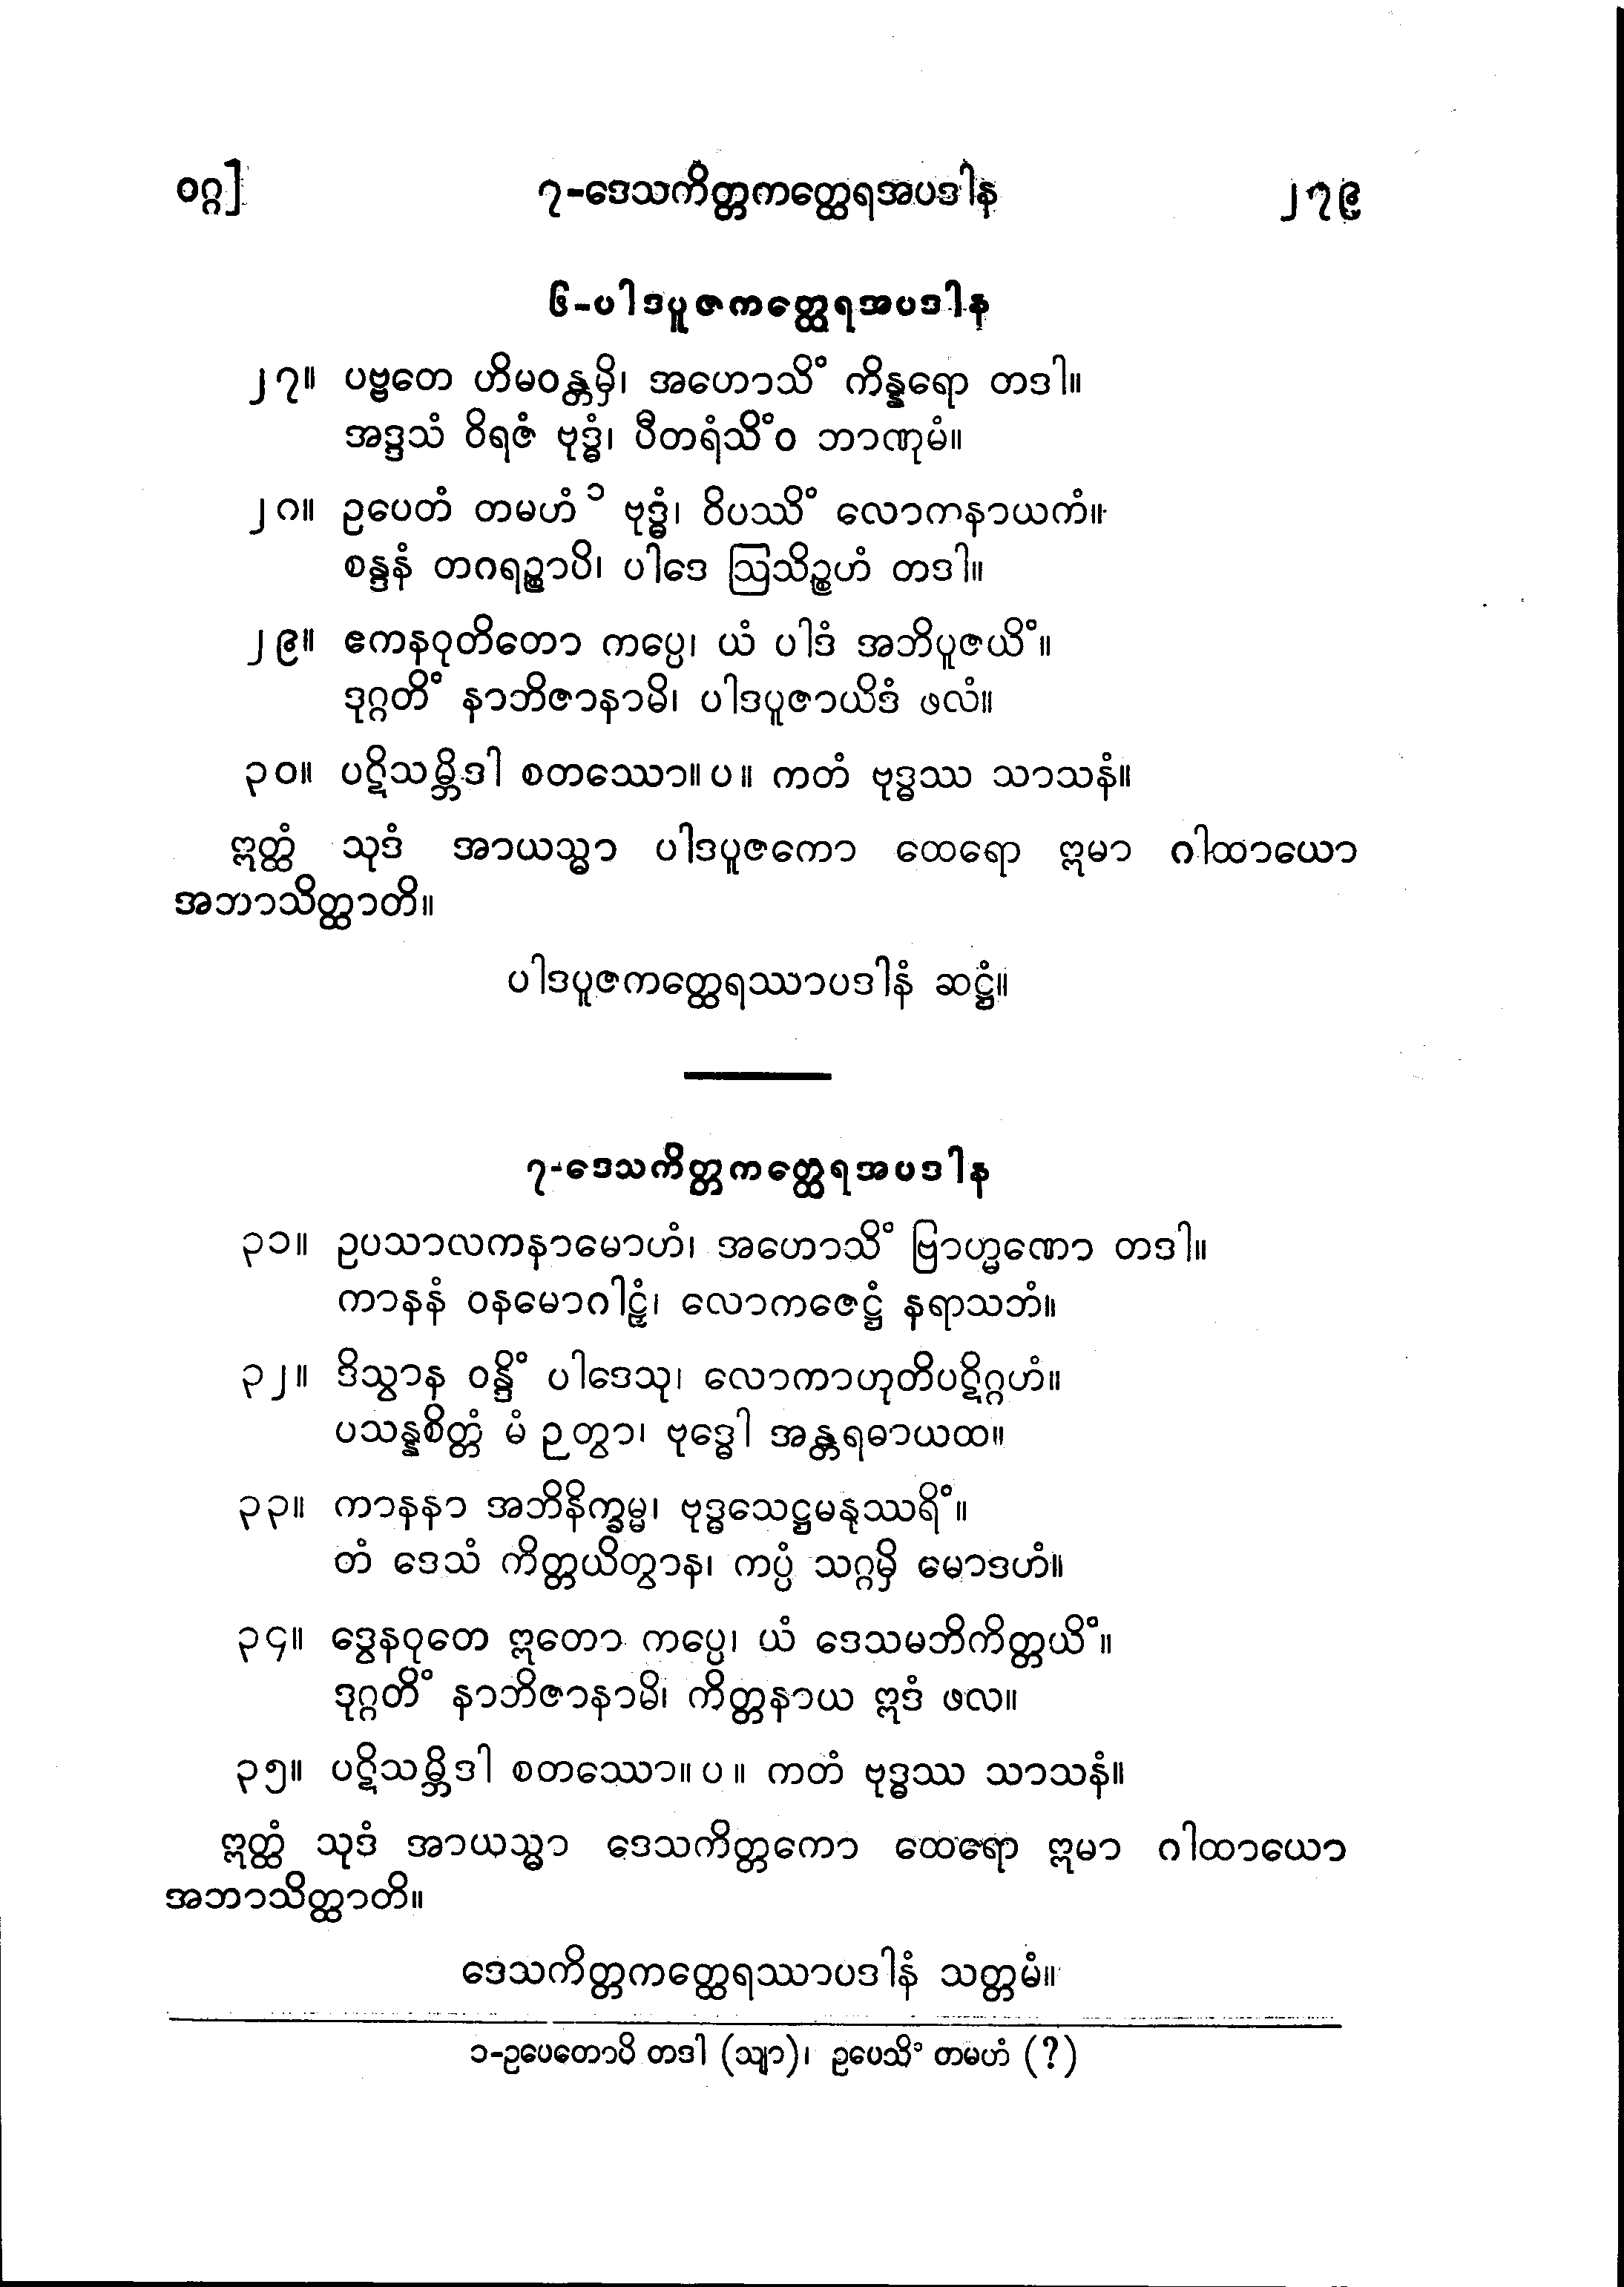 ဝဂ္ဂ] ၇-ဒေသကိတ္တကတ္ထေရအပဒါန ၂၇၉
၆-ပါဒပူဇကတ္ထေရအပဒါန
၂၇။ ပဗ္ဗတေ ဟိမဝန္တမှိ၊ အဟောသိံ ကိန္နရော တဒါ။
အဒ္ဒသံ ဝိရဇံ ဗုဒ္ဓံ၊ ပီတရံသိံဝ ဘာဏုမံ။
၂၈။ ဥပေတံ တမဟံ ၁ ဗုဒ္ဓံ၊ ဝိပဿိံ လောကနာယကံ။
စန္ဒနံ တဂရဉ္စာပိ၊ ပါဒေ ဩသိဉ္စဟံ တဒါ။
၂၉။ ဧကနဝုတိတော ကပ္ပေ၊ ယံ ပါဒံ အဘိပူဇယိံ။
ဒုဂ္ဂတိံ နာဘိဇာနာမိ၊ ပါဒပူဇာယိဒံ ဖလံ။
၃၀။ ပဋိသမ္ဘိဒါ စတဿော။ပ။ ကတံ ဗုဒ္ဓဿ သာသနံ။
ဣတ္ထံ သုဒံ အာယသ္မာ ပါဒပူဇကော ထေရော ဣမာ ဂါထာယော
အဘာသိတ္ထာတိ။
ပါဒပူဇကတ္ထေရဿာပဒါနံ ဆဋ္ဌံ။
၇-ဒေသကိတ္တကတ္ထေရအပဒါန
၃၁။ ဥပသာလကနာမောဟံ၊ အဟောသိံ ဗြာဟ္မဏော တဒါ။
ကာနနံ ဝနမောဂါဠှံ၊ လောကဇေဋ္ဌံ နရာသဘံ။
၃၂။ ဒိသွာန ဝန္ဒိံ ပါဒေသု၊ လောကာဟုတိပဋိဂ္ဂဟံ။
ပသန္နစိတ္တံ မံ ဉတွာ၊ ဗုဒ္ဓေါ အန္တရဓာယထ။
၃၃။ ကာနနာ အဘိနိက္ခမ္မ၊ ဗုဒ္ဓသေဋ္ဌမနုဿရိံ။
တံ ဒေသံ ကိတ္တယိတွာန၊ ကပ္ပံ သဂ္ဂမှိ မောဒဟံ။
၃၄။ ဒွေနဝုတေ ဣတော ကပ္ပေ၊ ယံ ဒေသမဘိကိတ္တယိံ။
ဒုဂ္ဂတိံ နာဘိဇာနာမိ၊ ကိတ္တနာယ ဣဒံ ဖလ။
၃၅။ ပဋိသမ္ဘိဒါ စတဿော။ပ။ ကတံ ဗုဒ္ဓဿ သာသနံ။
ဣတ္ထံ သုဒံ အာယသ္မာ ဒေသကိတ္တကော ထေရော ဣမာ ဂါထာယော
အဘာသိတ္ထာတိ။
ဒေသကိတ္တကတ္ထေရဿာပဒါနံ သတ္တမံ။
၁-ဥပေတောပိ တဒါ (သျာ)၊ ဥပေသိံ တမဟံ (?)